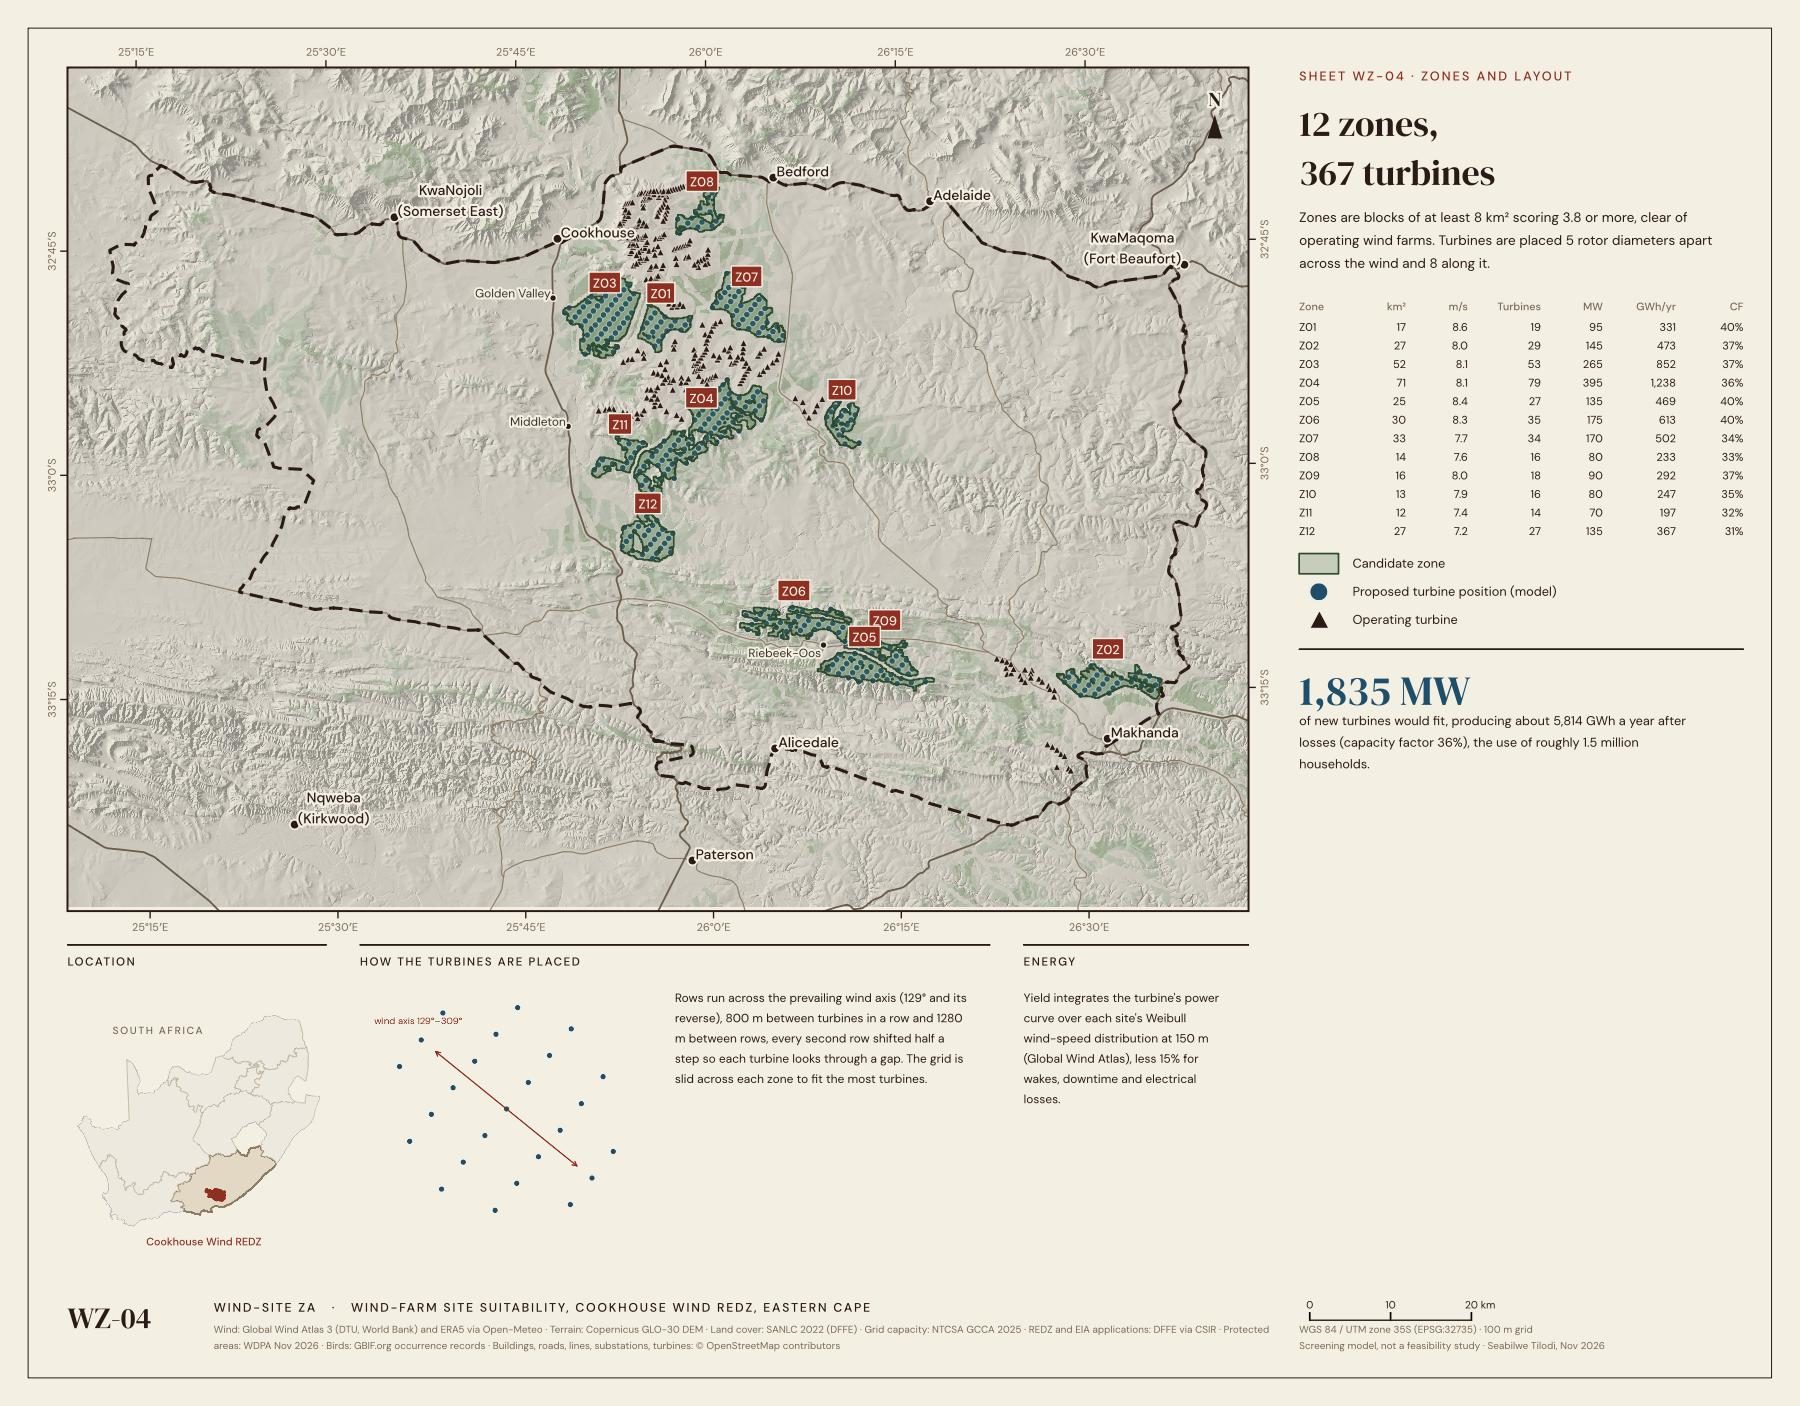 25°15'E 25°30'E 25°45'E 26°0'E 26°15'E 26°30'E
N
32°45'S
33°0'S
33°15'S
32°45'S
33°0'S
33°15'S
Z08
Bedford
KwaNojoli
(Somerset East)
Adelaide
Cookhouse
KwaMaqoma
(Fort Beaufort)
Golden Valley
Z03
Z01
Z07
Z04
Z10
Middleton
Z11
Z12
Z06
Z09
Z05
Riebeek-Oos
Z02
Makhanda
Alicedale
Nqweba
(Kirkwood)
Paterson
25°15'E 25°30'E 25°45'E 26°0'E 26°15'E 26°30'E
SHEET WZ-04 · ZONES AND LAYOUT
12 zones,
367 turbines
Zones are blocks of at least 8 km² scoring 3.8 or more, clear of
operating wind farms. Turbines are placed 5 rotor diameters apart
across the wind and 8 along it.
Zone km² m/s Turbines MW GWh/yr CF
Z01 17 8.6 19 95 331 40%
Z02 27 8.0 29 145 473 37%
Z03 52 8.1 53 265 852 37%
Z04 71 8.1 79 395 1,238 36%
Z05 25 8.4 27 135 469 40%
Z06 30 8.3 35 175 613 40%
Z07 33 7.7 34 170 502 34%
Z08 14 7.6 16 80 233 33%
Z09 16 8.0 18 90 292 37%
Z10 13 7.9 16 80 247 35%
Z11 12 7.4 14 70 197 32%
Z12 27 7.2 27 135 367 31%
Candidate zone
Proposed turbine position (model)
Operating turbine
1,835 MW
of new turbines would fit, producing about 5,814 GWh a year after
losses (capacity factor 36%), the use of roughly 1.5 million
households.
LOCATION
SOUTH AFRICA
Cookhouse Wind REDZ
HOW THE TURBINES ARE PLACED
wind axis 129°–309°
Rows run across the prevailing wind axis (129° and its
reverse), 800 m between turbines in a row and 1280
m between rows, every second row shifted half a
step so each turbine looks through a gap. The grid is
slid across each zone to fit the most turbines.
ENERGY
Yield integrates the turbine's power
curve over each site's Weibull
wind-speed distribution at 150 m
(Global Wind Atlas), less 15% for
wakes, downtime and electrical
losses.
WZ-04
WIND-SITE ZA · WIND-FARM SITE SUITABILITY, COOKHOUSE WIND REDZ, EASTERN CAPE
Wind: Global Wind Atlas 3 (DTU, World Bank) and ERA5 via Open-Meteo · Terrain: Copernicus GLO-30 DEM · Land cover: SANLC 2022 (DFFE) · Grid capacity: NTCSA GCCA 2025 · REDZ and EIA applications: DFFE via CSIR · Protected
areas: WDPA Nov 2026 · Birds: GBIF.org occurrence records · Buildings, roads, lines, substations, turbines: © OpenStreetMap contributors
0 10 20 km
WGS 84 / UTM zone 35S (EPSG:32735) · 100 m grid
Screening model, not a feasibility study · Seabilwe Tilodi, Nov 2026